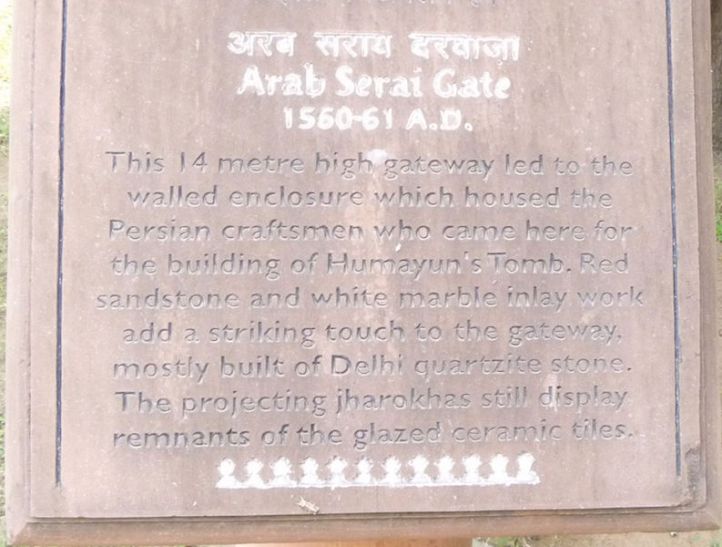 अरब सराय दरवाजा
Arab Serai Gate
1560-61 A.D.
This 14 metre high gateway led to the
walled enclosure which housed the
Persian craftsmen who came here for
the building of Humayun's Tomb. Red
sandstone and white marble inlay work
add a striking touch to the gateway,
mostly built of Delhi quartzite stone.
The projecting jharokhas still display
remnants of the glazed ceramic tiles.